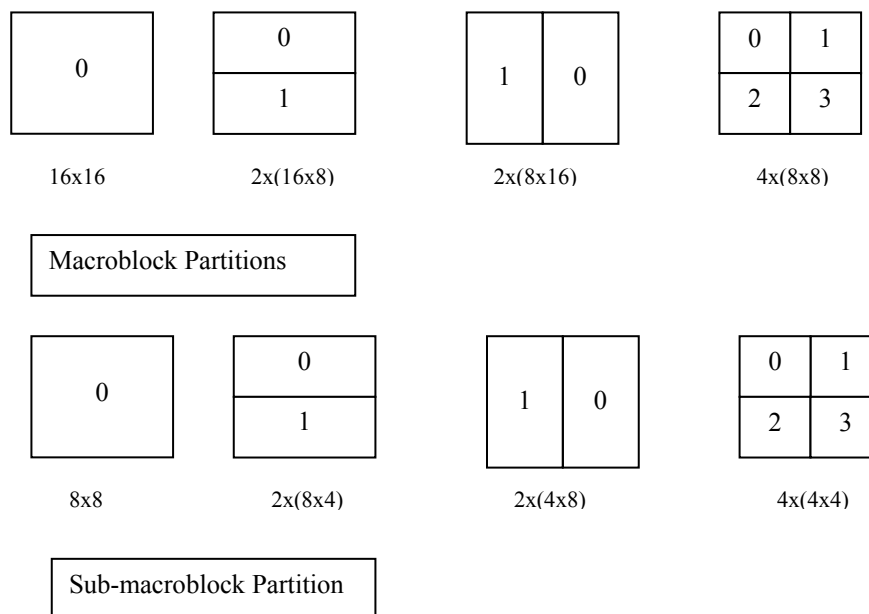 0 0 1 0 0 1
1 2 3
16x16 2x(16x8) 2x(8x16) 4x(8x8)
Macroblock Partitions
0 0 1 0 0 1
1 2 3
8x8 2x(8x4) 2x(4x8) 4x(4x4)
Sub-macroblock Partition